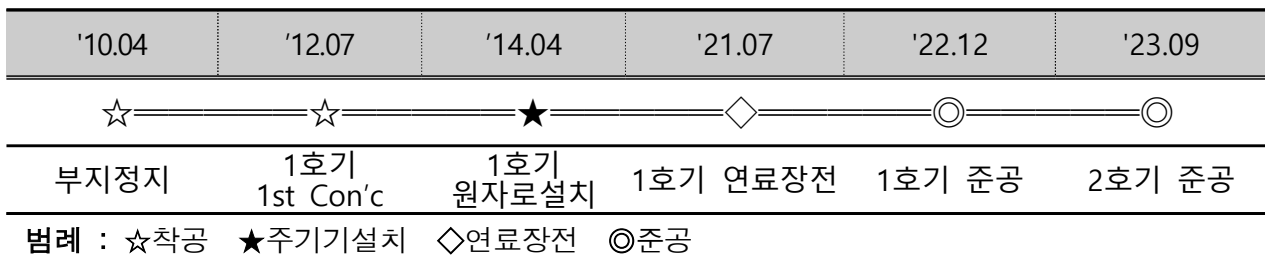 '10.04 '12.07 '14.04 '21.07 '22.12 '23.09
☆═════☆═════★═════◇═════◎═════◎
부지정지 1호기 1st Con'c 1호기 원자로설치 1호기 연료장전 1호기 준공 2호기 준공
범례 : ☆착공 ★주기기설치 ◇연료장전 ◎준공